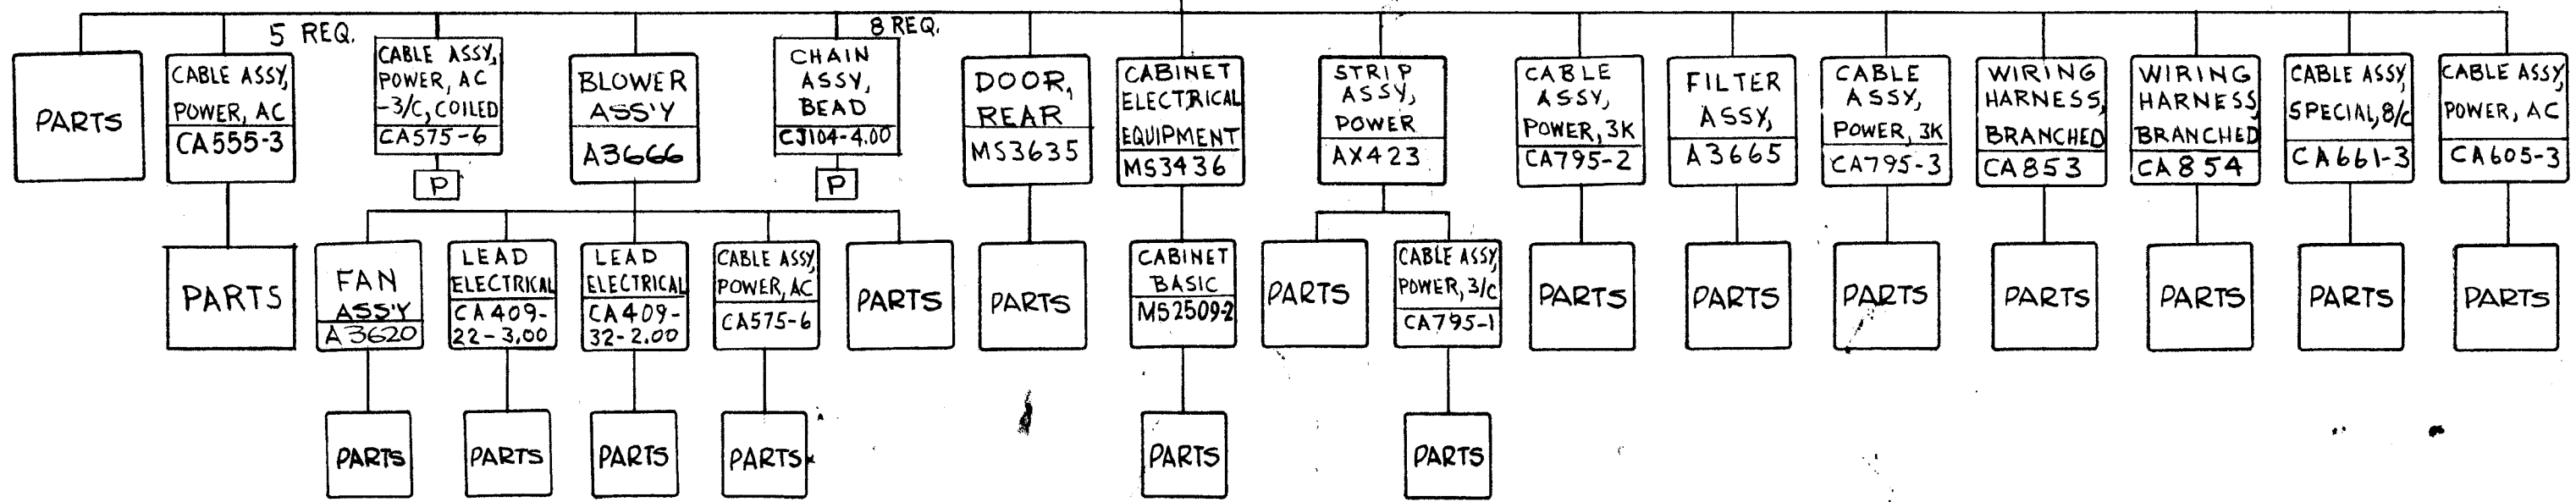 5 REQ.
8 REQ.
PARTS
CABLE ASSY,
POWER, AC
CA555-3
CABLE ASSY,
POWER, AC
-3/C, COILED
CA575-6
P
BLOWER
ASS'Y
A3666
CHAIN
ASSY,
BEAD
CJ104-4.00
P
DOOR,
REAR
MS3635
CABINET
ELECTRICAL
EQUIPMENT
MS3436
STRIP
ASSY,
POWER
AX423
CABLE
ASSY,
POWER, 3K
CA795-2
FILTER
ASSY,
A3665
CABLE
ASSY,
POWER, 3K
CA795-3
WIRING
HARNESS,
BRANCHED
CA853
WIRING
HARNESS,
BRANCHED
CA854
CABLE ASSY,
SPECIAL, 8/C
CA661-3
CABLE ASSY,
POWER, AC
CA605-3
PARTS
FAN
ASS'Y
A3620
LEAD
ELECTRICAL
CA409-
22-3.00
LEAD
ELECTRICAL
CA409-
32-2.00
CABLE ASSY,
POWER, AC
CA575-6
PARTS
PARTS
CABINET
BASIC
MS2509-2
PARTS
CABLE ASSY,
POWER, 3/C
CA795-1
PARTS
PARTS
PARTS
PARTS
PARTS
PARTS
PARTS
PARTS
PARTS
PARTS
PARTS
PARTS
PARTS